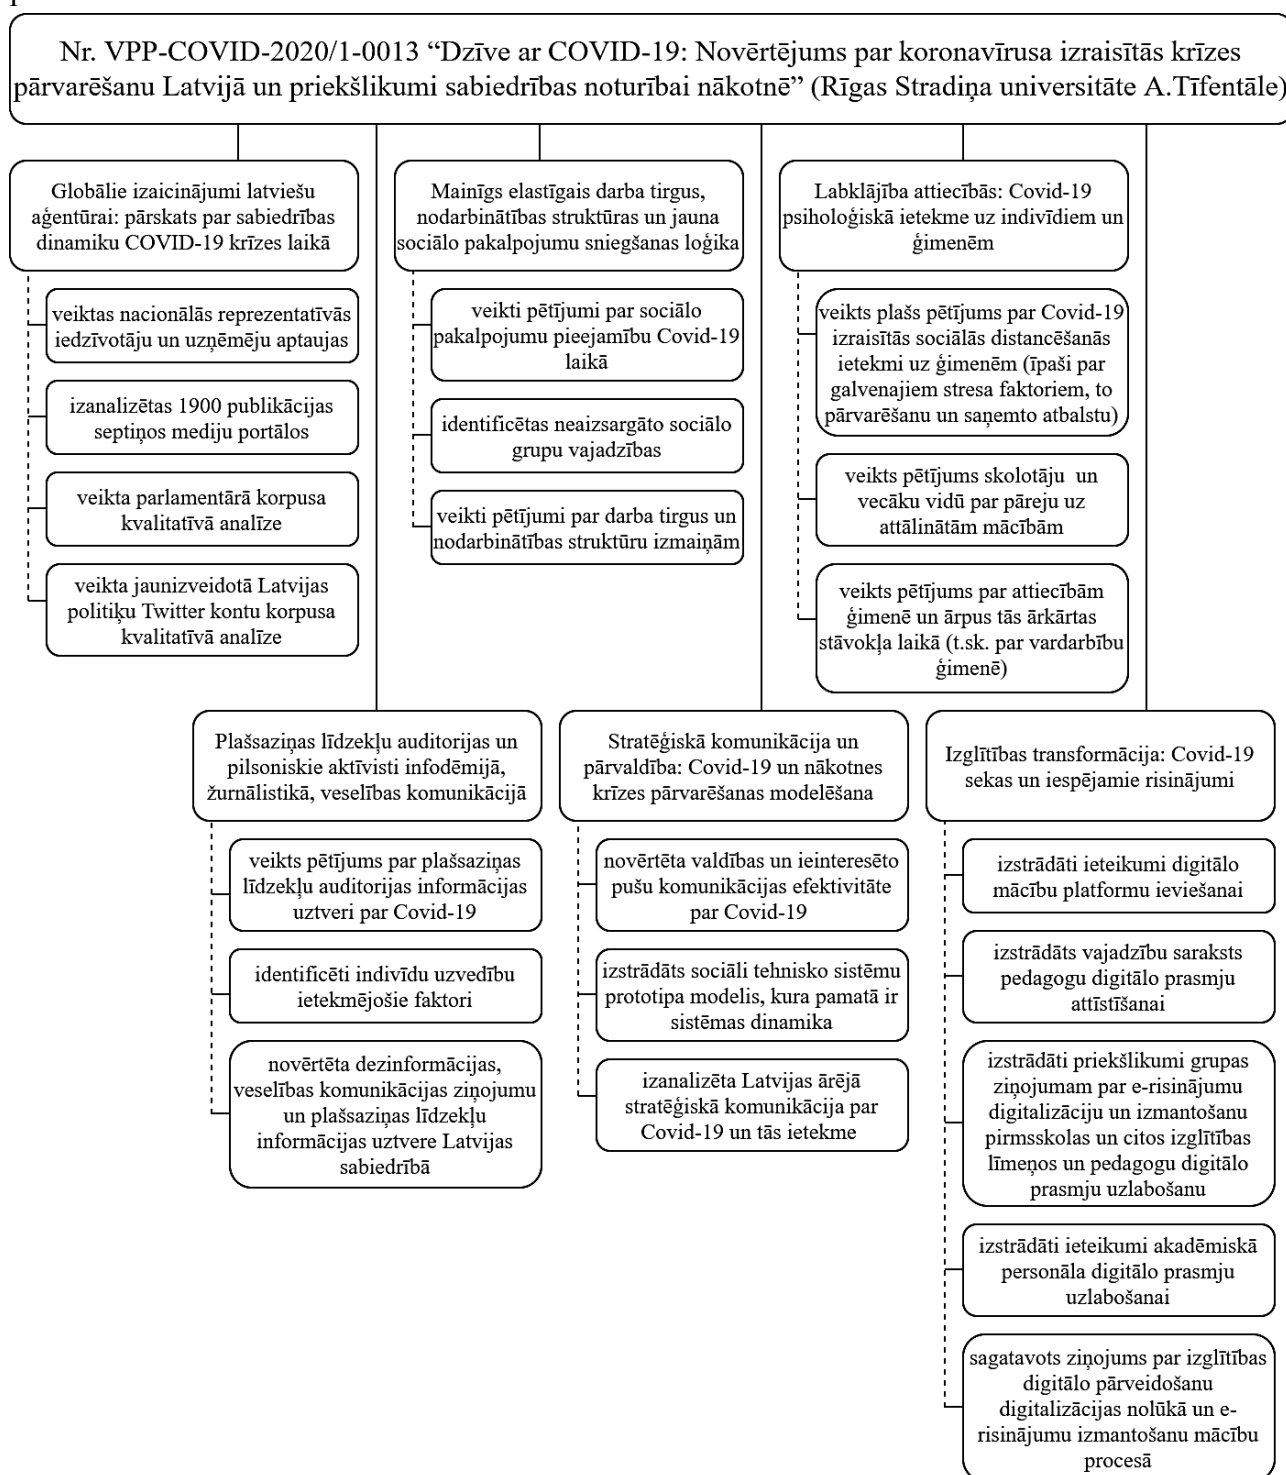 Nr. VPP-COVID-2020/1-0013 “Dzīve ar COVID-19: Novērtējums par koronavīrusa izraisītās krīzes
pārvarēšanu Latvijā un priekšlikumi sabiedrības noturībai nākotnē” (Rīgas Stradiņa universitāte A.Tīfentāle)
Globālie izaicinājumi latviešu
aģentūrai: pārskats par sabiedrības
dinamiku COVID-19 krīzes laikā
veiktas nacionālās reprezentatīvās
iedzīvotāju un uzņēmēju aptaujas
izanalizētas 1900 publikācijas
septiņos mediju portālos
veikta parlamentārā korpusa
kvalitatīvā analīze
veikta jaunizveidotā Latvijas
politiķu Twitter kontu korpusa
kvalitatīvā analīze
Mainīgs elastīgais darba tirgus,
nodarbinātības struktūras un jauna
sociālo pakalpojumu sniegšanas loģika
veikti pētījumi par sociālo
pakalpojumu pieejamību Covid-19
laikā
identificētas neaizsargāto sociālo
grupu vajadzības
veikti pētījumi par darba tirgus un
nodarbinātības struktūru izmaiņām
Labklājība attiecībās: Covid-19
psiholoģiskā ietekme uz indivīdiem un
ģimenēm
veikts plašs pētījums par Covid-19
izraisītās sociālās distancēšanās
ietekmi uz ģimenēm (īpaši par
galvenajiem stresa faktoriem, to
pārvarēšanu un saņemto atbalstu)
veikts pētījums skolotāju un
vecāku vidū par pāreju uz
attālinātām mācībām
veikts pētījums par attiecībām
ģimenē un ārpus tās ārkārtas
stāvokļa laikā (t.sk. par vardarbību
ģimenē)
Plašsaziņas līdzekļu auditorijas un
pilsoniskie aktīvisti infodēmijā,
žurnālistikā, veselības komunikācijā
veikts pētījums par plašsaziņas
līdzekļu auditorijas informācijas
uztveri par Covid-19
identificēti indivīdu uzvedību
ietekmējošie faktori
novērtēta dezinformācijas,
veselības komunikācijas ziņojumu
un plašsaziņas līdzekļu
informācijas uztvere Latvijas
sabiedrībā
Stratēģiskā komunikācija un
pārvaldība: Covid-19 un nākotnes
krīzes pārvarēšanas modelēšana
novērtēta valdības un ieinteresēto
pušu komunikācijas efektivitāte
par Covid-19
izstrādāts sociāli tehnisko sistēmu
prototipa modelis, kura pamatā ir
sistēmas dinamika
izanalizēta Latvijas ārējā
stratēģiskā komunikācija par
Covid-19 un tās ietekme
Izglītības transformācija: Covid-19
sekas un iespējamie risinājumi
izstrādāti ieteikumi digitālo
mācību platformu ieviešanai
izstrādāts vajadzību saraksts
pedagogu digitālo prasmju
attīstīšanai
izstrādāti priekšlikumi grupas
ziņojumam par e-risinājumu
digitalizāciju un izmantošanu
pirmsskolas un citos izglītības
līmeņos un pedagogu digitālo
prasmju uzlabošanu
izstrādāti ieteikumi akadēmiskā
personāla digitālo prasmju
uzlabošanai
sagatavots ziņojums par izglītības
digitālo pārveidošanu
digitalizācijas nolūkā un e-
risinājumu izmantošanu mācību
procesā